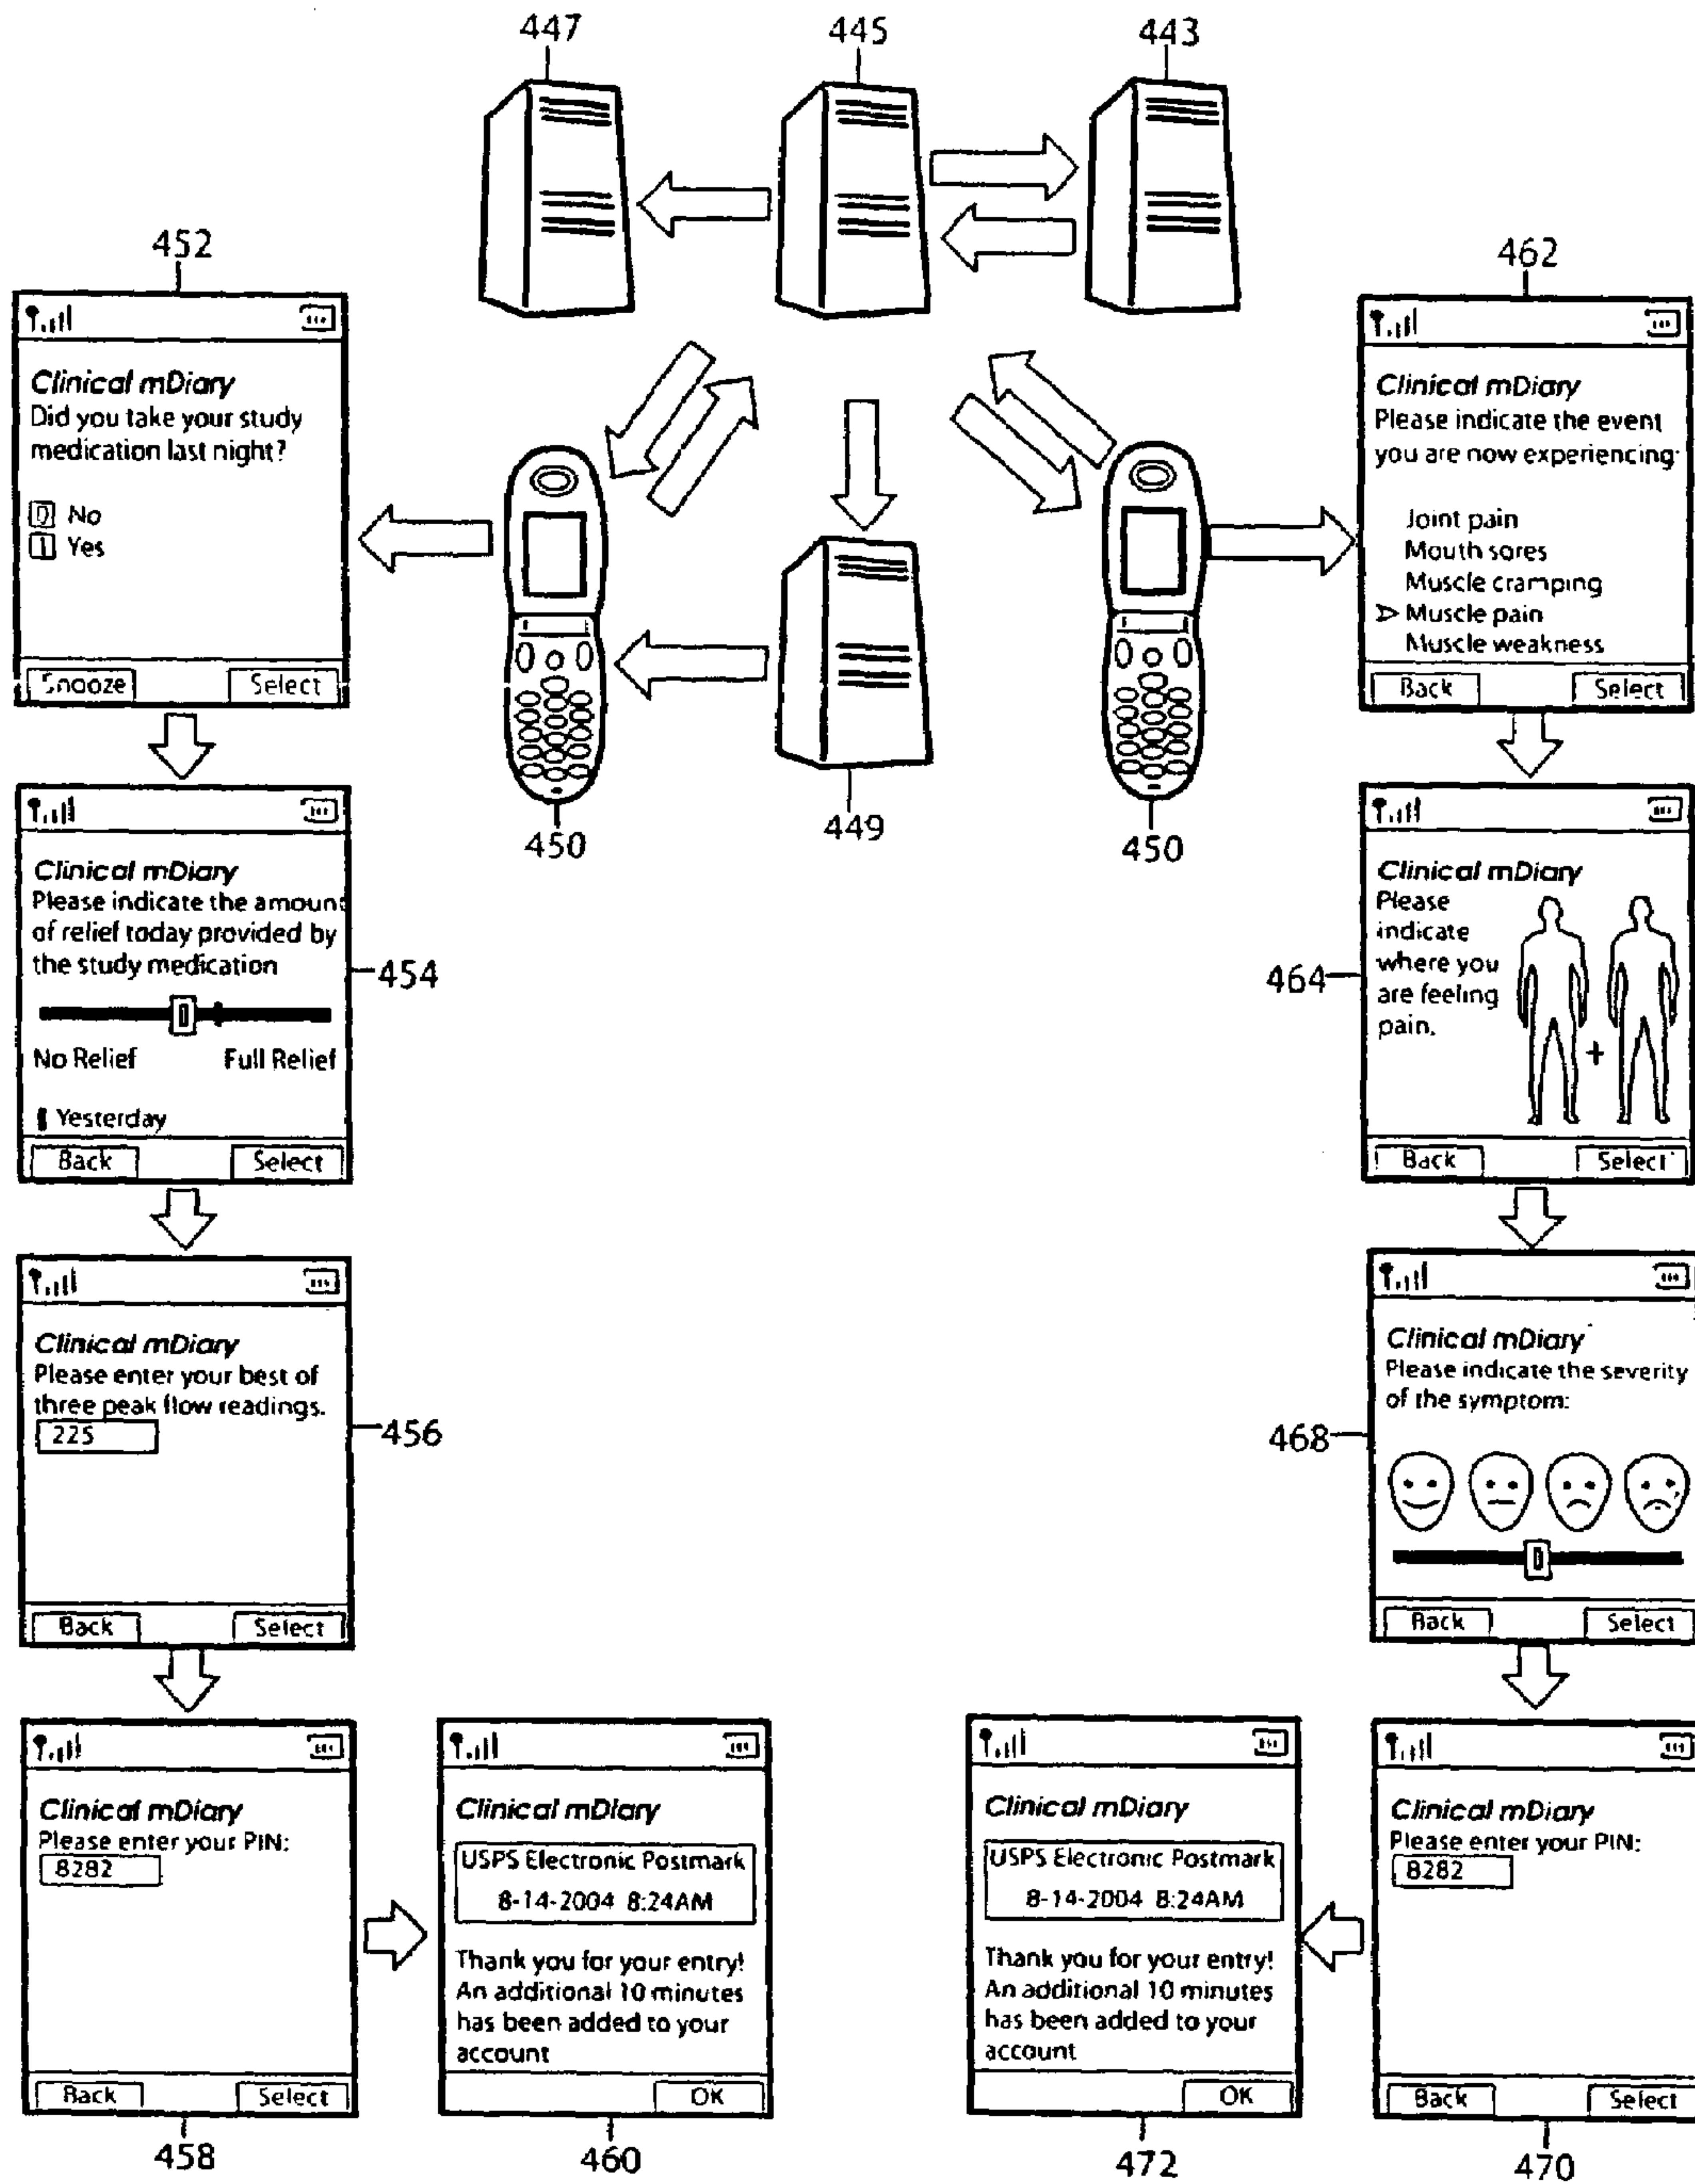 447
445
443
452
Clinical mDiary
Did you take your study
medication last night?
0 No
1 Yes
Snooze
Select
462
Clinical mDiary
Please indicate the event
you are now experiencing:
Joint pain
Mouth sores
Muscle cramping
> Muscle pain
Muscle weakness
Back
Select
450
449
450
Clinical mDiary
Please indicate the amount
of relief today provided by
the study medication
No Relief
Full Relief
Yesterday
Back
Select
454
464
Clinical mDiary
Please
indicate
where you
are feeling
pain.
+
Back
Select
Clinical mDiary
Please enter your best of
three peak flow readings.
225
Back
Select
456
468
Clinical mDiary
Please indicate the severity
of the symptom:
Back
Select
Clinical mDiary
Please enter your PIN:
8282
Back
Select
458
Clinical mDiary
USPS Electronic Postmark
8-14-2004 8:24AM
Thank you for your entry!
An additional 10 minutes
has been added to your
account
OK
460
Clinical mDiary
USPS Electronic Postmark
8-14-2004 8:24AM
Thank you for your entry!
An additional 10 minutes
has been added to your
account
OK
472
Clinical mDiary
Please enter your PIN:
8282
Back
Select
470